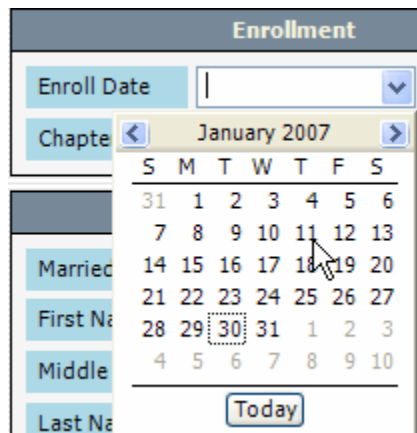 Enrollment
Enroll Date
Chapte
January 2007
S M T W T F S
31 1 2 3 4 5 6
7 8 9 10 11 12 13
Married
14 15 16 17 18 19 20
21 22 23 24 25 26 27
First Na
28 29 30 31 1 2 3
Middle
4 5 6 7 8 9 10
Today
Last Na